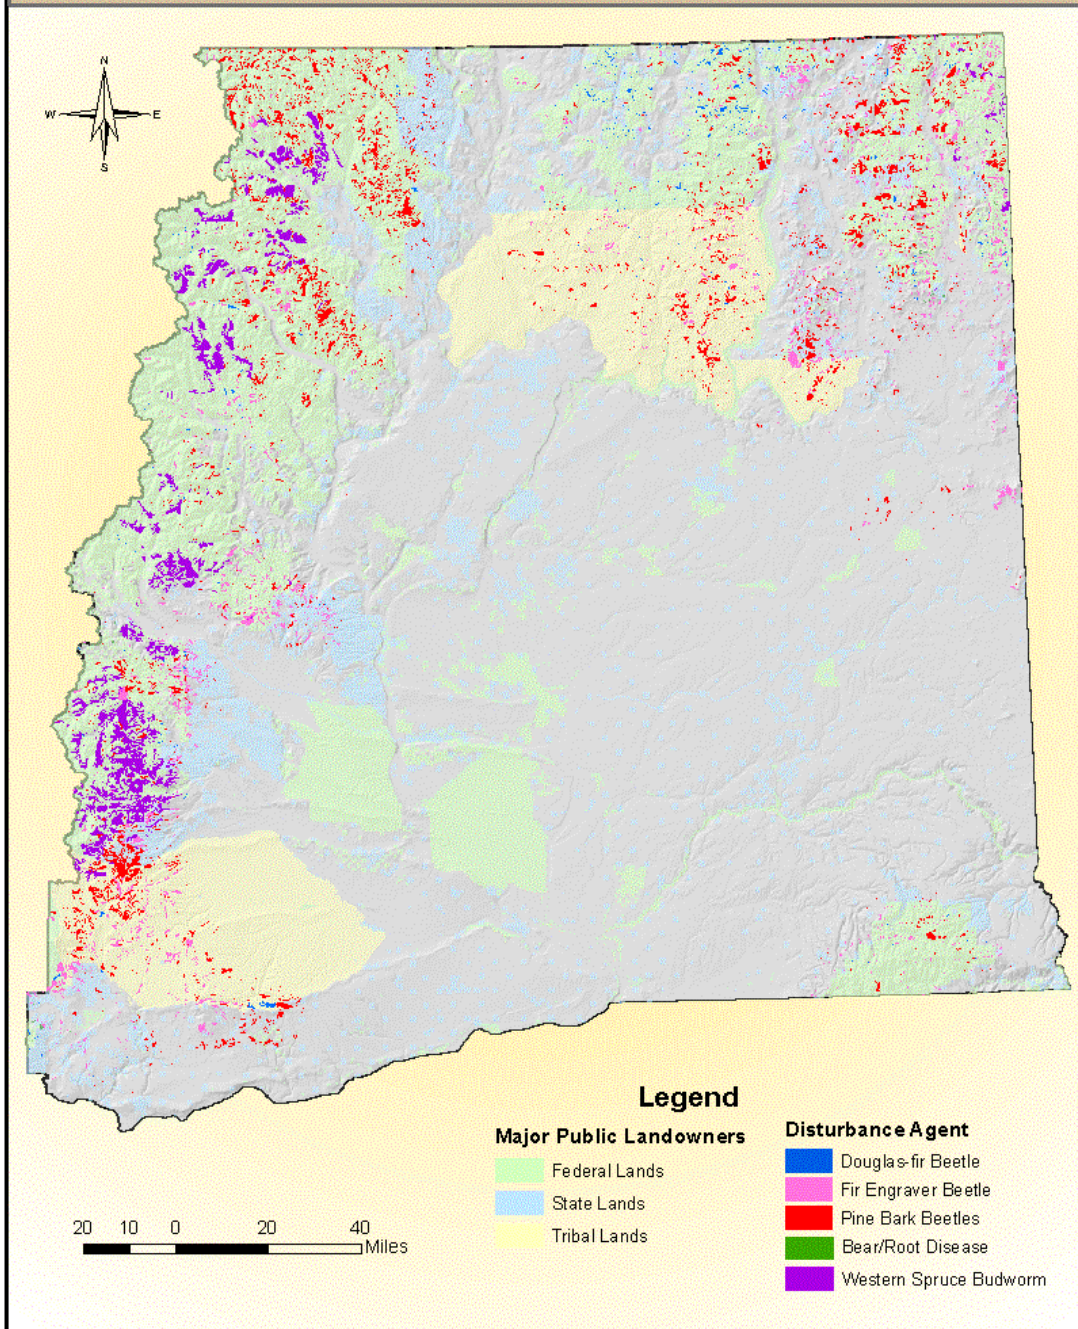 N
W E
S
Legend
Major Public Landowners
Federal Lands
State Lands
Tribal Lands
Disturbance Agent
Douglas-fir Beetle
Fir Engraver Beetle
Pine Bark Beetles
Bear/Root Disease
Western Spruce Budworm
20 10 0 20 40
Miles